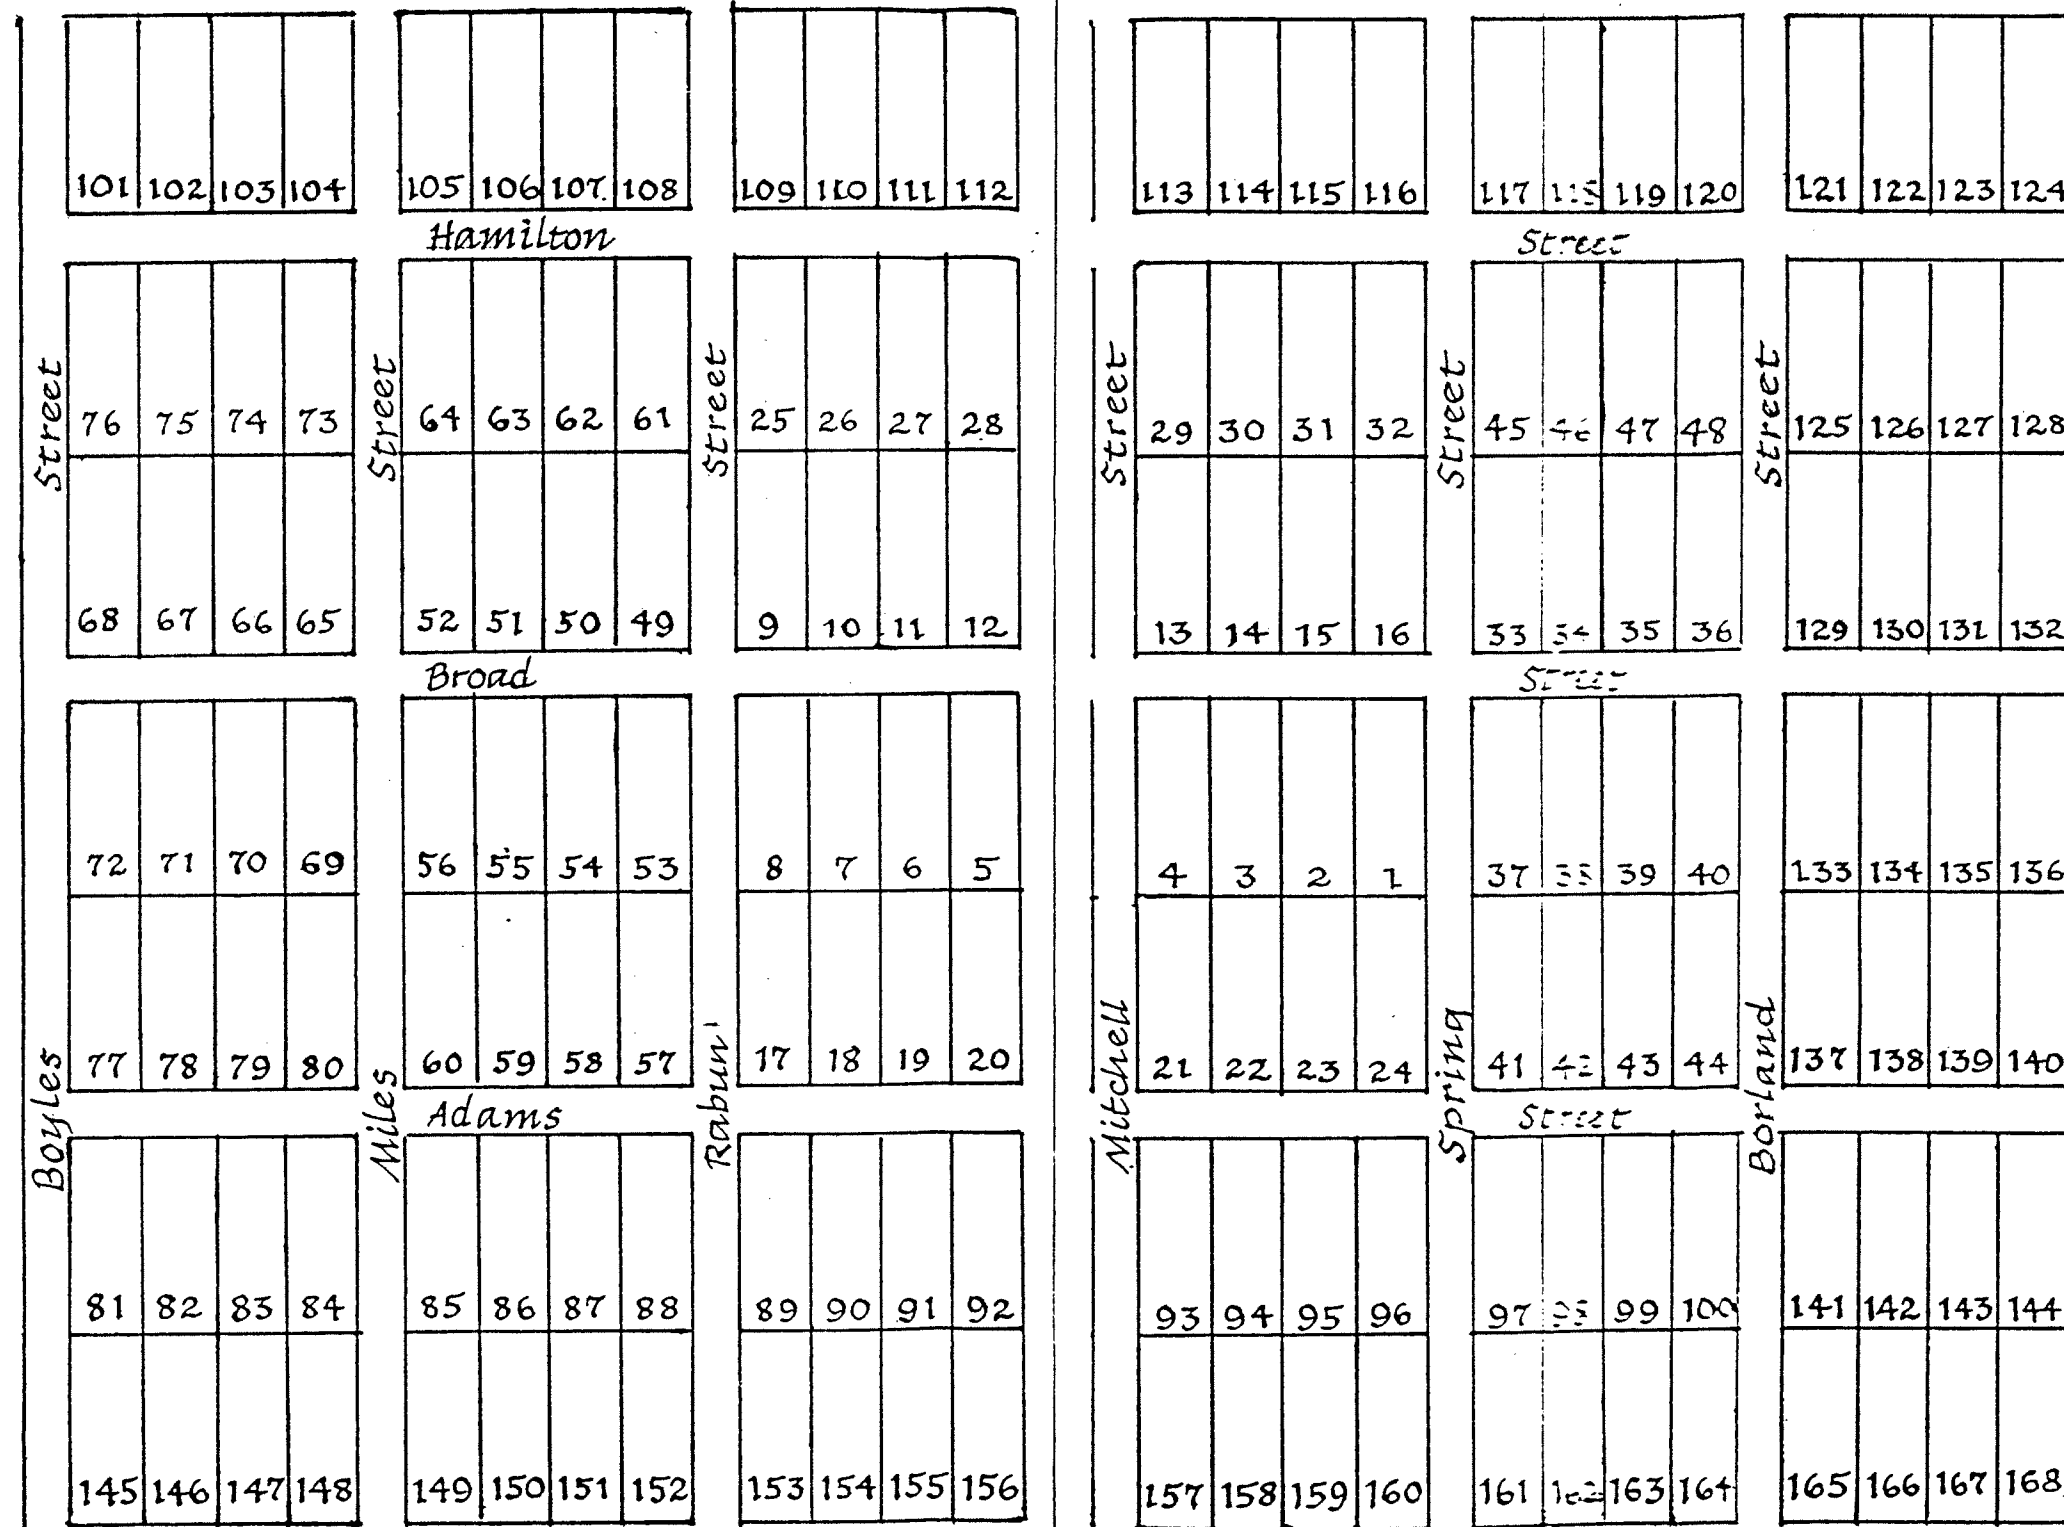 101 102 103 104 105 106 107 108 109 110 111 112 113 114 115 116 117 119 120 121 122 123 124
Hamilton Street
76 75 74 73 64 63 62 61 25 26 27 28 29 30 31 32 45 46 47 48 125 126 127 128
Street Street Street Street Street Street
68 67 66 65 52 51 50 49 9 10 11 12 13 14 15 16 33 34 35 36 129 130 131 132
Broad Street
72 71 70 69 56 55 54 53 8 7 6 5 4 3 2 1 37 39 40 133 134 135 136
77 78 79 80 60 59 58 57 17 18 19 20 21 22 23 24 41 43 44 137 138 139 140
Boyles Miles Rabun Mitchell Spring Borland
Adams Street
81 82 83 84 85 86 87 88 89 90 91 92 93 94 95 96 97 99 100 141 142 143 144
145 146 147 148 149 150 151 152 153 154 155 156 157 158 159 160 161 162 163 164 165 166 167 168